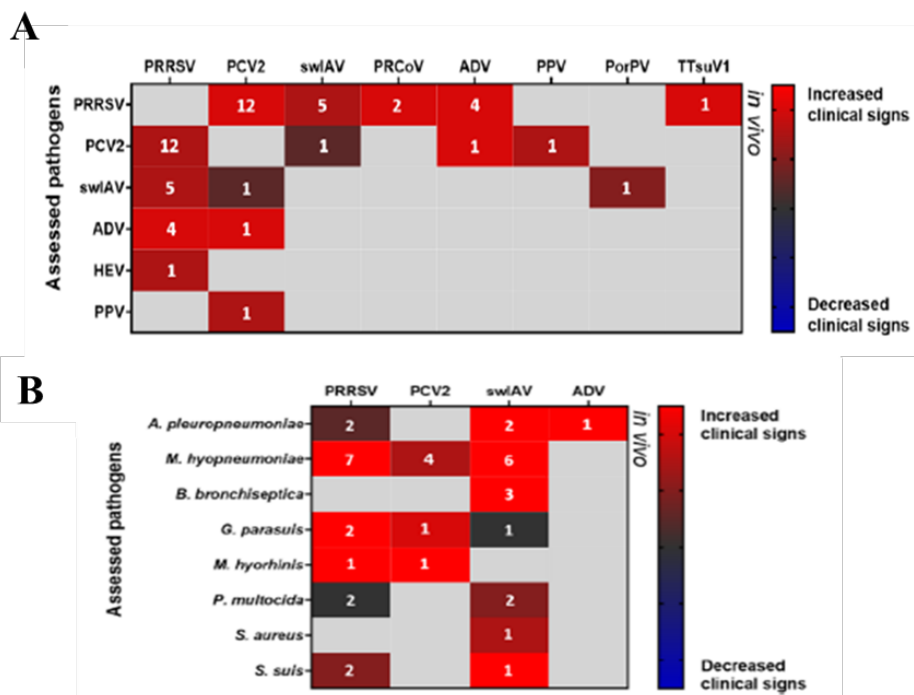 A
PRRSV PCV2 swIAV PRCoV ADV PPV PorPV TTsuV1
PRRSV 12 5 2 4 1
PCV2 12 1 1 1
swIAV 5 1 1
ADV 4 1
HEV 1
PPV 1
Assessed pathogens
in vivo
Increased
clinical signs
Decreased
clinical signs
B
PRRSV PCV2 swIAV ADV
A. pleuropneumoniae 2 2 1
M. hyopneumoniae 7 4 6
B. bronchiseptica 3
G. parasuis 2 1 1
M. hyorhinis 1 1
P. multocida 2 2
S. aureus 1
S. suis 2 1
Assessed pathogens
in vivo
Increased
clinical signs
Decreased
clinical signs